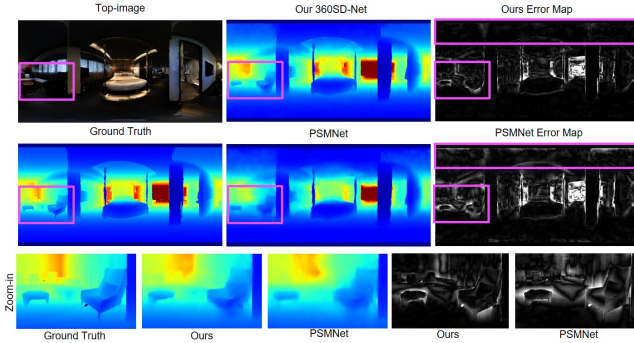 Top-image
Our 360SD-Net
Ours Error Map
Ground Truth
PSMNet
PSMNet Error Map
Zoom-in
Ground Truth
Ours
PSMNet
Ours
PSMNet